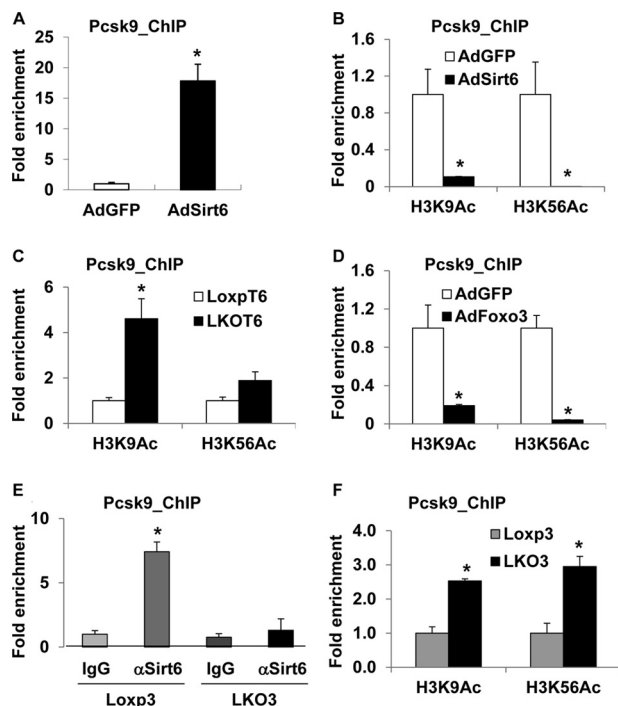 A
Pcsk9_ChIP
Fold enrichment
25
20
15
10
5
0
*
AdGFP
AdSirt6
B
Pcsk9_ChIP
Fold enrichment
1.6
1.2
0.8
0.4
0
AdGFP
AdSirt6
*
*
H3K9Ac
H3K56Ac
C
Pcsk9_ChIP
Fold enrichment
6
4
2
0
*
LoxpT6
LKOT6
H3K9Ac
H3K56Ac
D
Pcsk9_ChIP
Fold enrichment
1.6
1.2
0.8
0.4
0
AdGFP
AdFoxo3
*
*
H3K9Ac
H3K56Ac
E
Pcsk9_ChIP
Fold enrichment
10
5
0
*
IgG αSirt6 IgG αSirt6
Loxp3 LKO3
F
Pcsk9_ChIP
Fold enrichment
4.0
3.0
2.0
1.0
0.0
Loxp3
LKO3
*
*
H3K9Ac
H3K56Ac